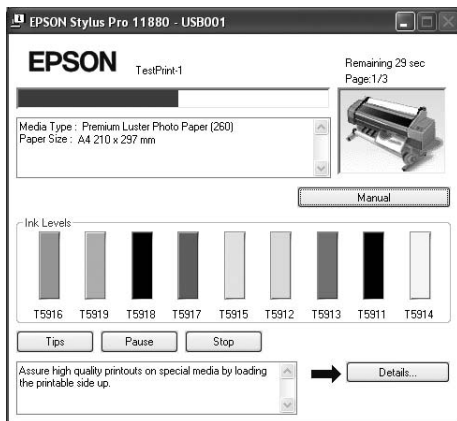 EPSON Stylus Pro 11880 - USB001
EPSON TestPrint-1
Remaining 29 sec
Page:1/3
Media Type : Premium Luster Photo Paper (260)
Paper Size : A4 210 x 297 mm
Manual
Ink Levels
T5916 T5919 T5918 T5917 T5915 T5912 T5913 T5911 T5914
Tips Pause Stop
Assure high quality printouts on special media by loading
the printable side up.
Details...